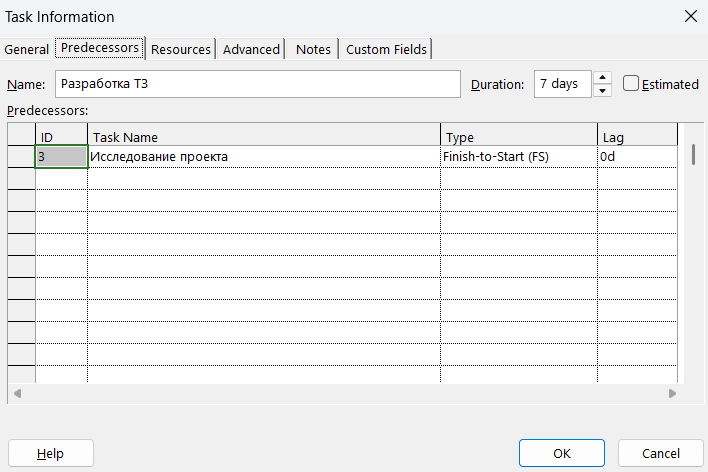 Task Information
General Predecessors Resources Advanced Notes Custom Fields
Name: Разработка ТЗ Duration: 7 days Estimated
Predecessors:
ID Task Name Type Lag
3 Исследование проекта Finish-to-Start (FS) 0d
Help OK Cancel